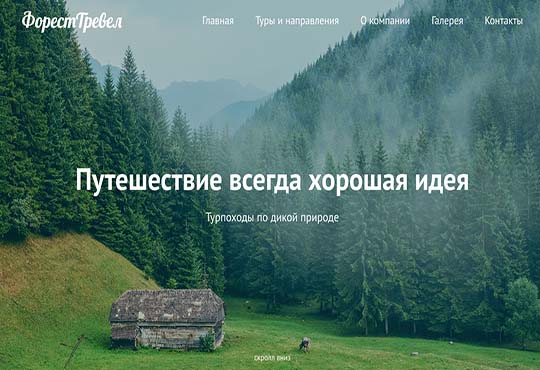 ФорестТревел
Главная Туры и направления О компании Галерея Контакты
Путешествие всегда хорошая идея
Турпоходы по дикой природе
скролл вниз